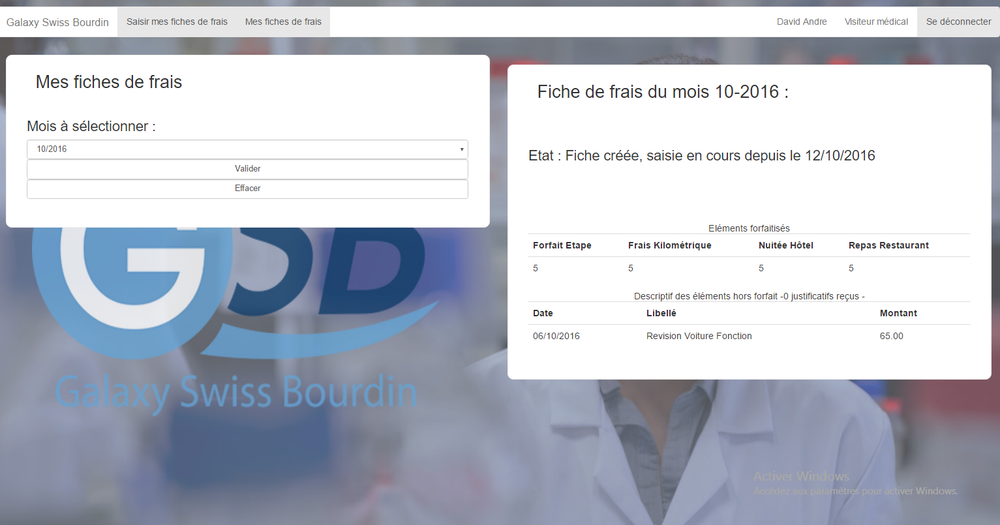 Galaxy Swiss Bourdin
Saisir mes fiches de frais
Mes fiches de frais
David Andre
Visiteur médical
Se déconnecter
Mes fiches de frais
Mois à sélectionner :
10/2016
Valider
Effacer
GSB
Galaxy Swiss Bourdin
Fiche de frais du mois 10-2016 :
Etat : Fiche créée, saisie en cours depuis le 12/10/2016
Eléments forfaitisés
Forfait Etape Frais Kilométrique Nuitée Hôtel Repas Restaurant
5 5 5 5
Descriptif des éléments hors forfait -0 justificatifs reçus -
Date Libellé Montant
06/10/2016 Revision Voiture Fonction 65.00
Activer Windows
Accédez aux paramètres pour activer Windows.